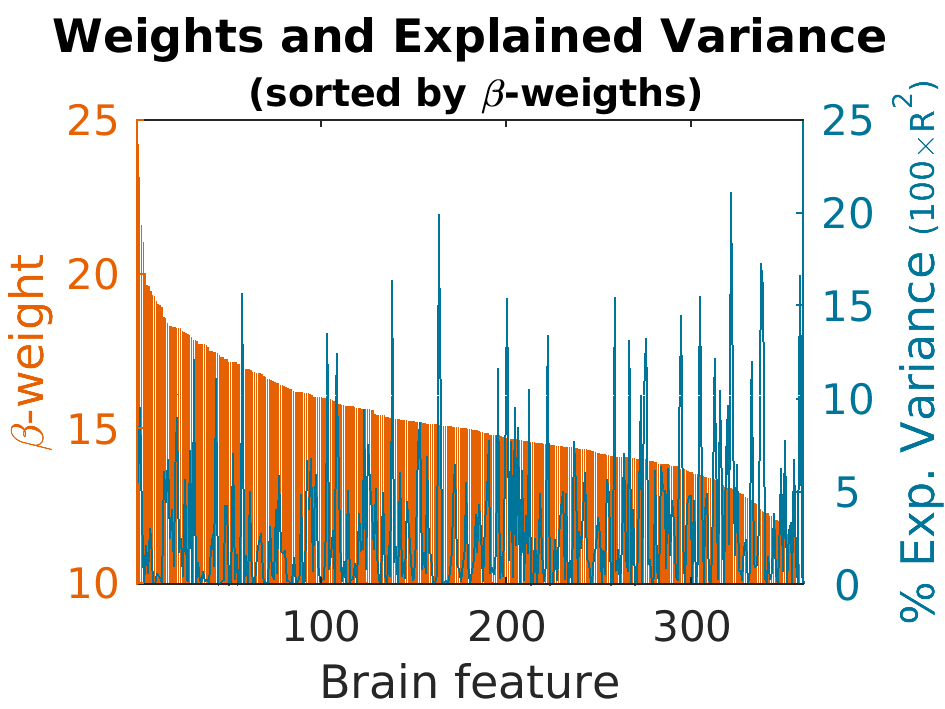 Weights and Explained Variance
(sorted by β-weigths)
25
20
15
10
β-weight
25
20
15
10
5
0
% Exp. Variance (100×R²)
100
200
300
Brain feature